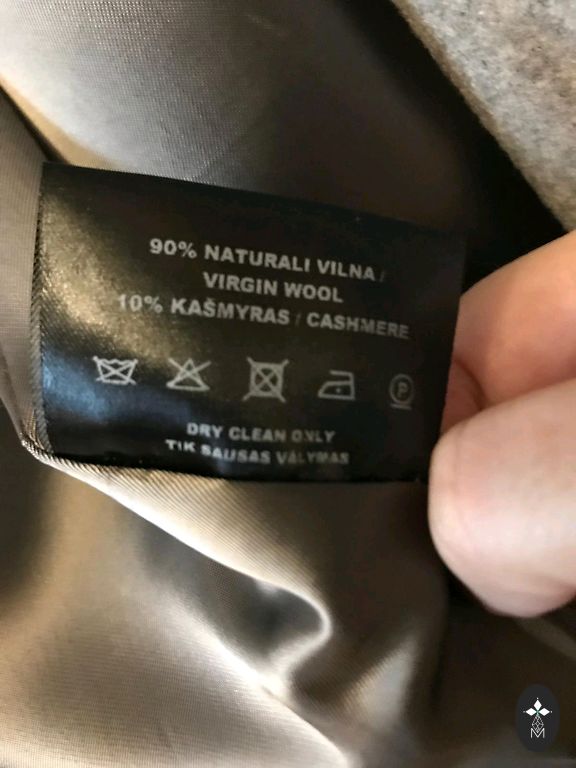 90% NATURALI VILNA /
VIRGIN WOOL
10% KAŠMYRAS / CASHMERE
P
DRY CLEAN ONLY
TIK SAUSAS VALYMAS
M